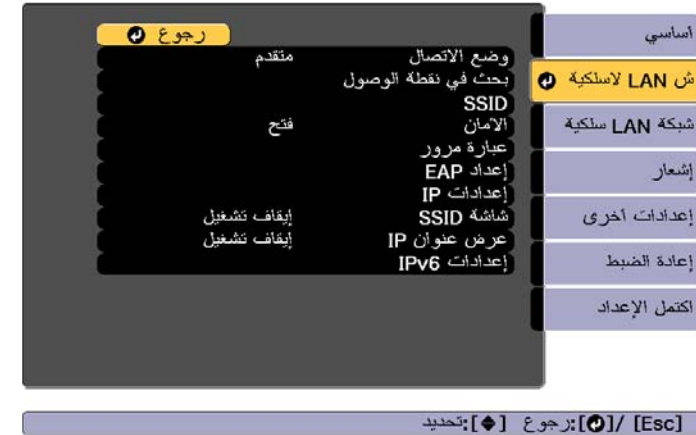 اساسي
ش LAN لاسلكية
شبكة LAN سلكية
إشعار
إعدادات اخرى
إعادة الضبط
اكتمل الإعداد
رجوع
وضع الاتصال متقدم
بحث في نقطة الوصول
SSID
الامان فتح
عبارة مرور
إعداد EAP
إعدادات IP
شاشة SSID إيقاف تشغيل
عرض عنوان IP إيقاف تشغيل
إعدادات IPv6
[Esc] /[⏎]:رجوع [◆]:تحديد